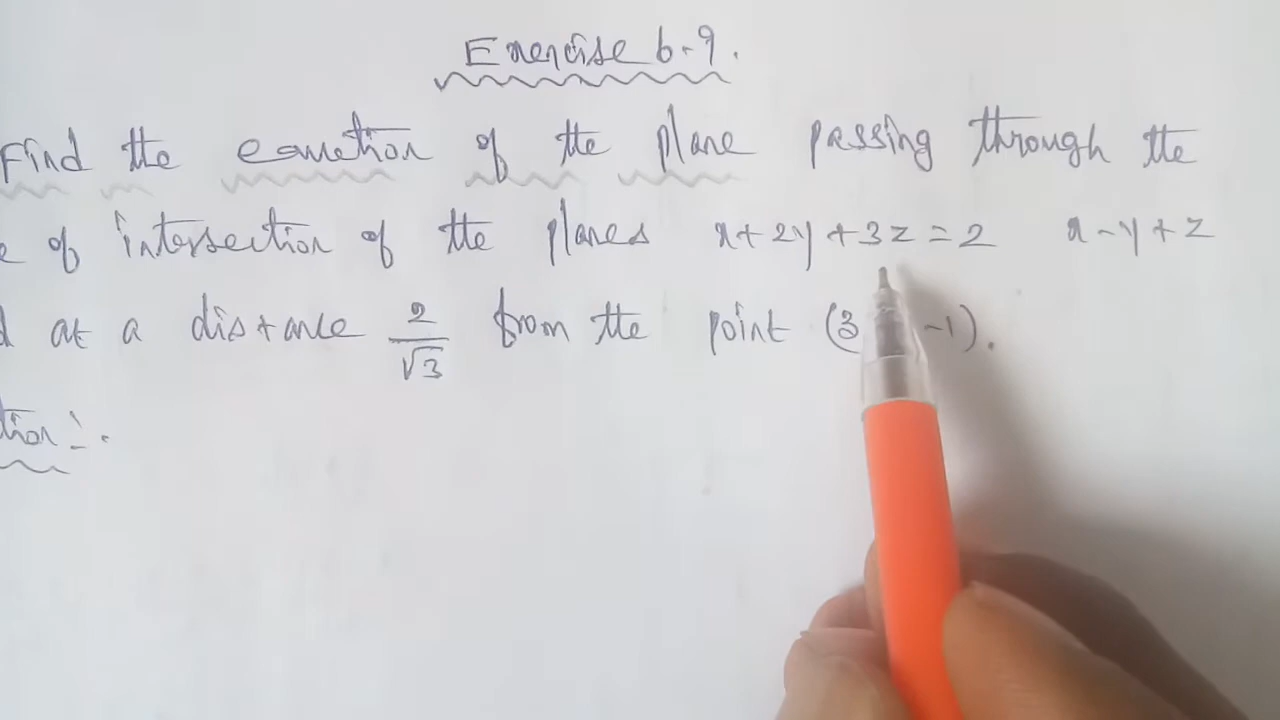 Exercise 6.9.
Find the equation of the plane passing through the
e of intersection of the planes x+2y+3z=2 x-y+z
d at a distance 2/√3 from the point (3 -1).
tion:-